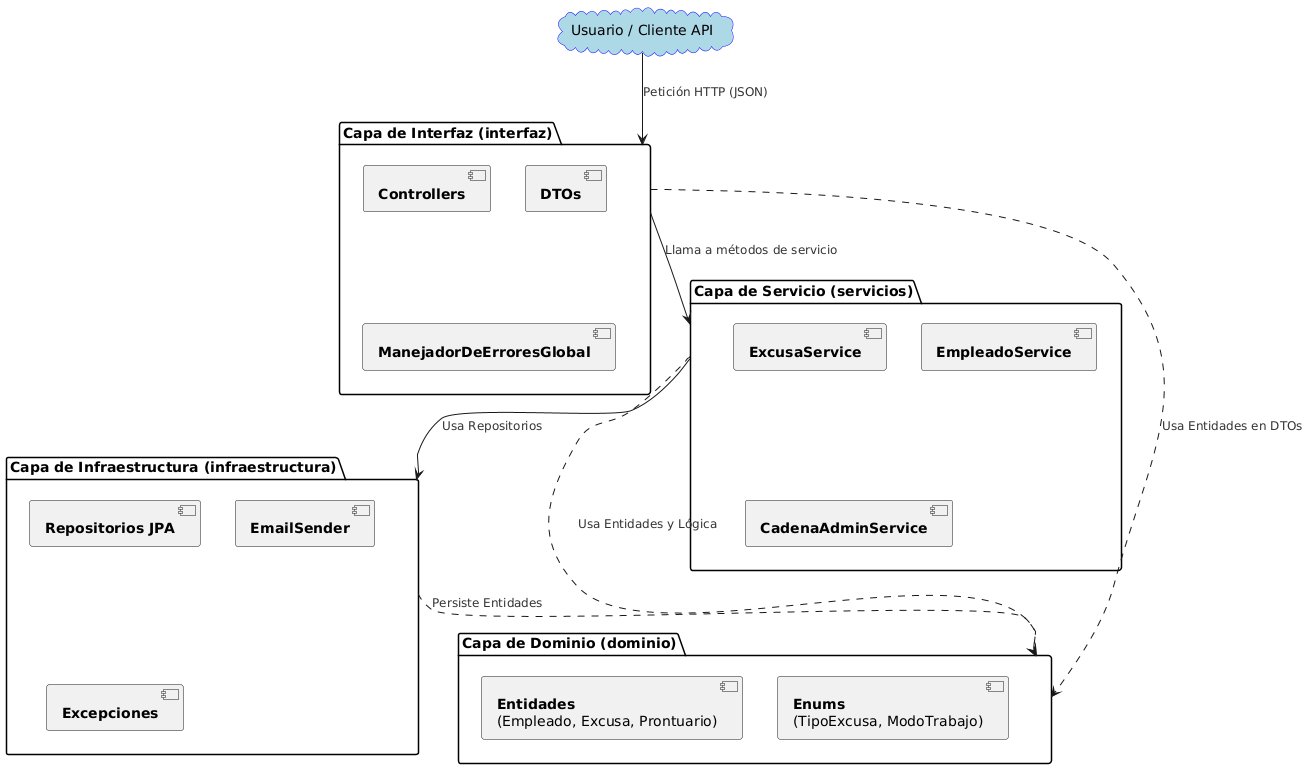 Usuario / Cliente API
Petición HTTP (JSON)
Capa de Interfaz (interfaz)
Controllers
DTOs
ManejadorDeErroresGlobal
Llama a métodos de servicio
Capa de Servicio (servicios)
ExcusaService
EmpleadoService
CadenaAdminService
Usa Repositorios
Usa Entidades en DTOs
Usa Entidades y Lógica
Capa de Infraestructura (infraestructura)
Repositorios JPA
EmailSender
Excepciones
Persiste Entidades
Capa de Dominio (dominio)
Entidades
(Empleado, Excusa, Prontuario)
Enums
(TipoExcusa, ModoTrabajo)